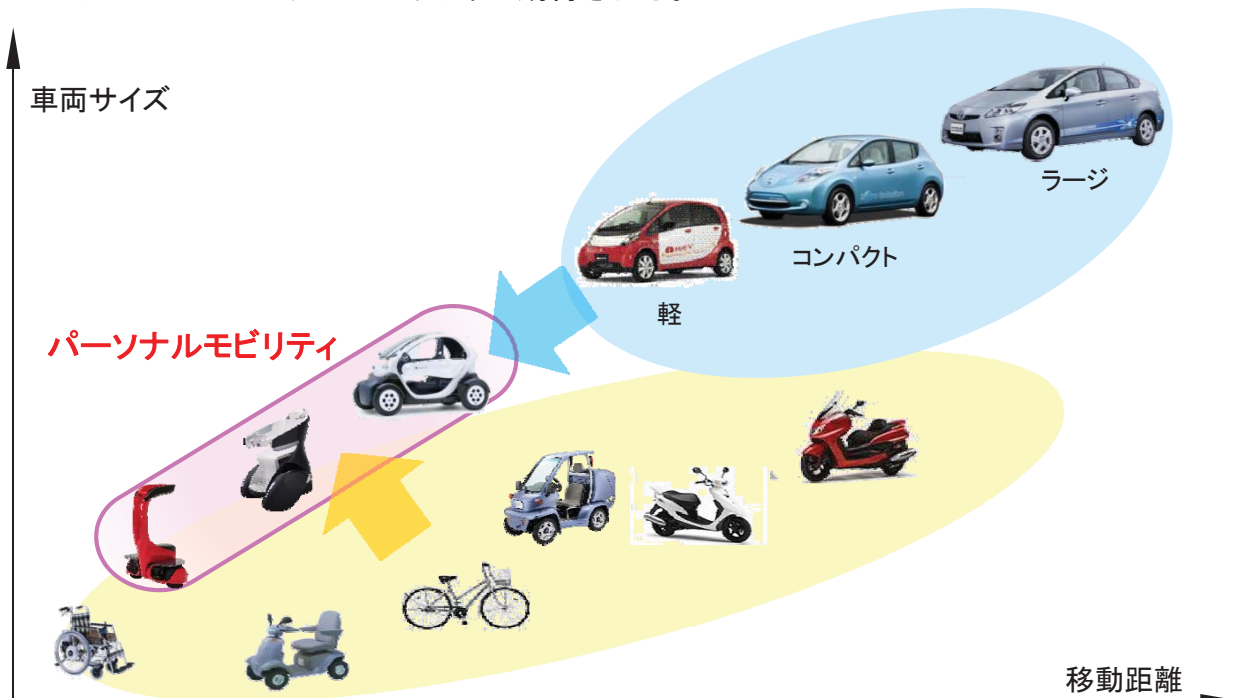 車両サイズ
ラージ
コンパクト
軽
パーソナルモビリティ
移動距離